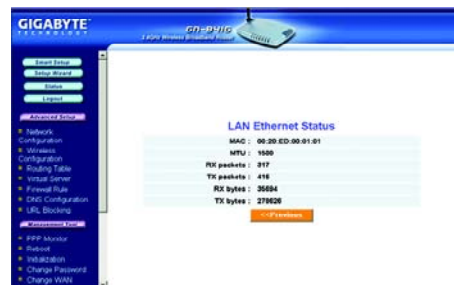 GIGABYTE
TECHNOLOGY
GN-B41G
2.4GHz Wireless Broadband Router
Smart Setup
Setup Wizard
Status
Logout
Advanced Setup
Network Configuration
Wireless Configuration
Routing Table
Virtual Server
Firewall Rule
DNS Configuration
URL Blocking
Management Tool
PPP Monitor
Reboot
Initialization
Change Password
Change WAN
LAN Ethernet Status
MAC : 00:20:ED:00:01:01
MTU : 1500
RX packets : 317
TX packets : 416
RX bytes : 35694
TX bytes : 279626
<<Previous